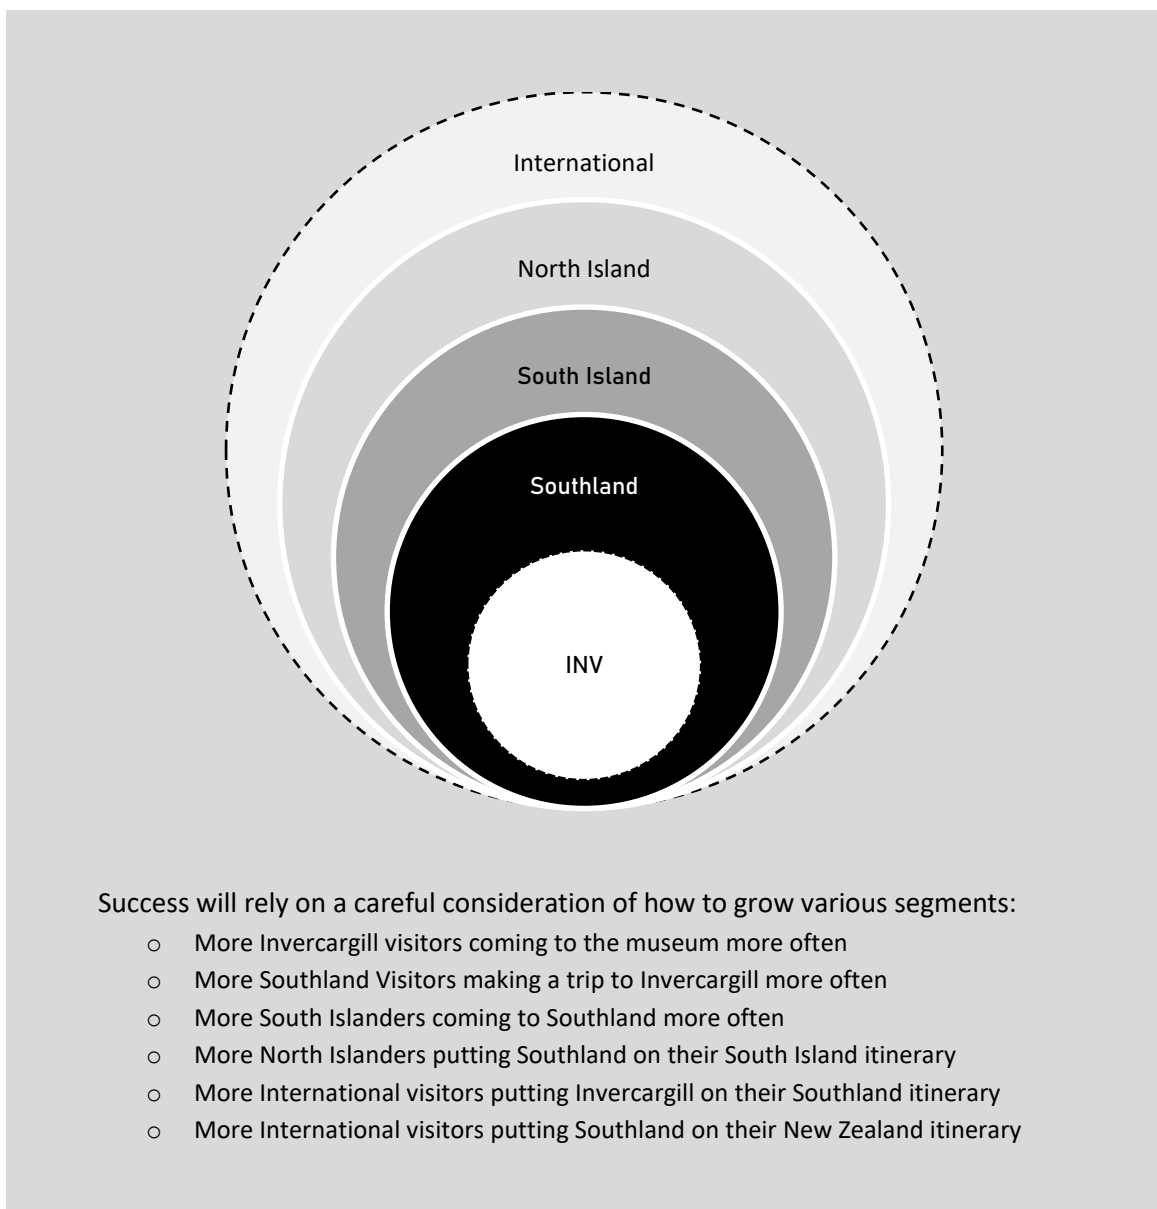 International
North Island
South Island
Southland
INV
Success will rely on a careful consideration of how to grow various segments:
o More Invercargill visitors coming to the museum more often
o More Southland Visitors making a trip to Invercargill more often
o More South Islanders coming to Southland more often
o More North Islanders putting Southland on their South Island itinerary
o More International visitors putting Invercargill on their Southland itinerary
o More International visitors putting Southland on their New Zealand itinerary